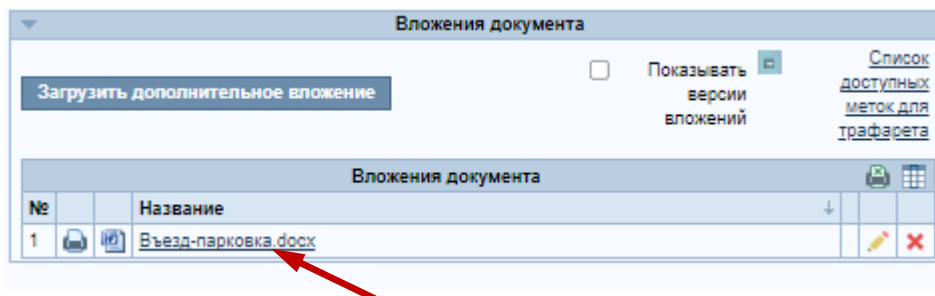 Вложения документа
Загрузить дополнительное вложение
Показывать
версии
вложений
Список
доступных
меток для
трафарета
Вложения документа
№ Название
1 Въезд-парковка.docx